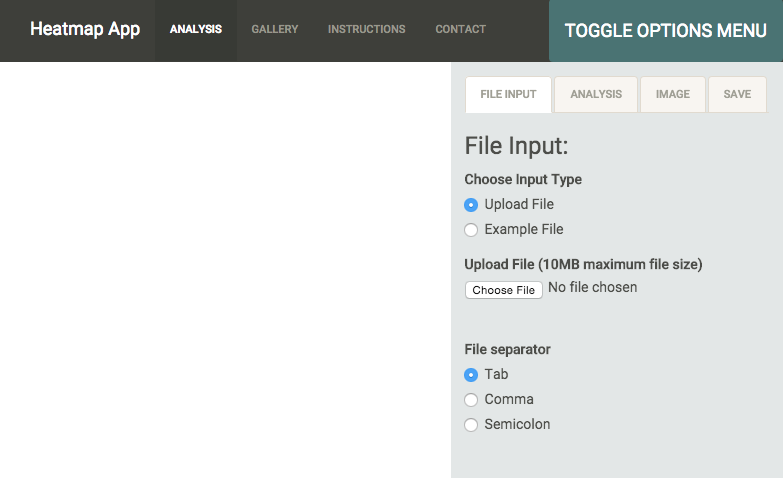 Heatmap App ANALYSIS GALLERY INSTRUCTIONS CONTACT TOGGLE OPTIONS MENU
FILE INPUT ANALYSIS IMAGE SAVE
File Input:
Choose Input Type
Upload File
Example File
Upload File (10MB maximum file size)
Choose File No file chosen
File separator
Tab
Comma
Semicolon